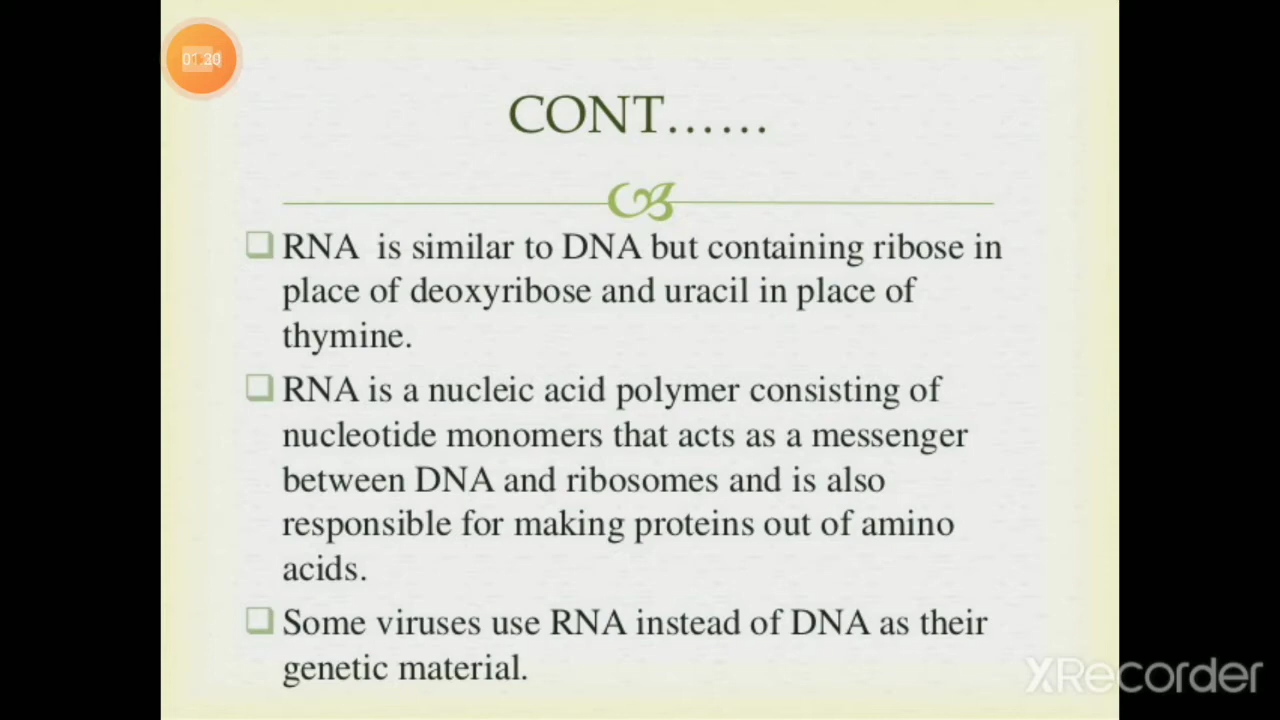 01:30
CONT......
RNA is similar to DNA but containing ribose in
place of deoxyribose and uracil in place of
thymine.
RNA is a nucleic acid polymer consisting of
nucleotide monomers that acts as a messenger
between DNA and ribosomes and is also
responsible for making proteins out of amino
acids.
Some viruses use RNA instead of DNA as their
genetic material.
XRecorder